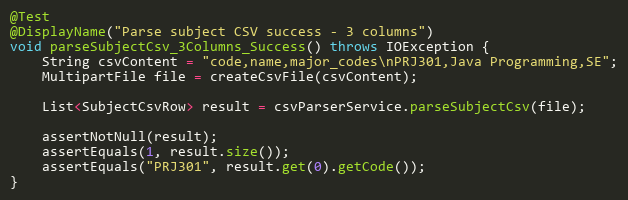 @Test
@DisplayName("Parse subject CSV success - 3 columns")
void parseSubjectCsv_3Columns_Success() throws IOException {
    String csvContent = "code,name,major_codes\nPRJ301,Java Programming,SE";
    MultipartFile file = createCsvFile(csvContent);

    List<SubjectCsvRow> result = csvParserService.parseSubjectCsv(file);

    assertNotNull(result);
    assertEquals(1, result.size());
    assertEquals("PRJ301", result.get(0).getCode());
}